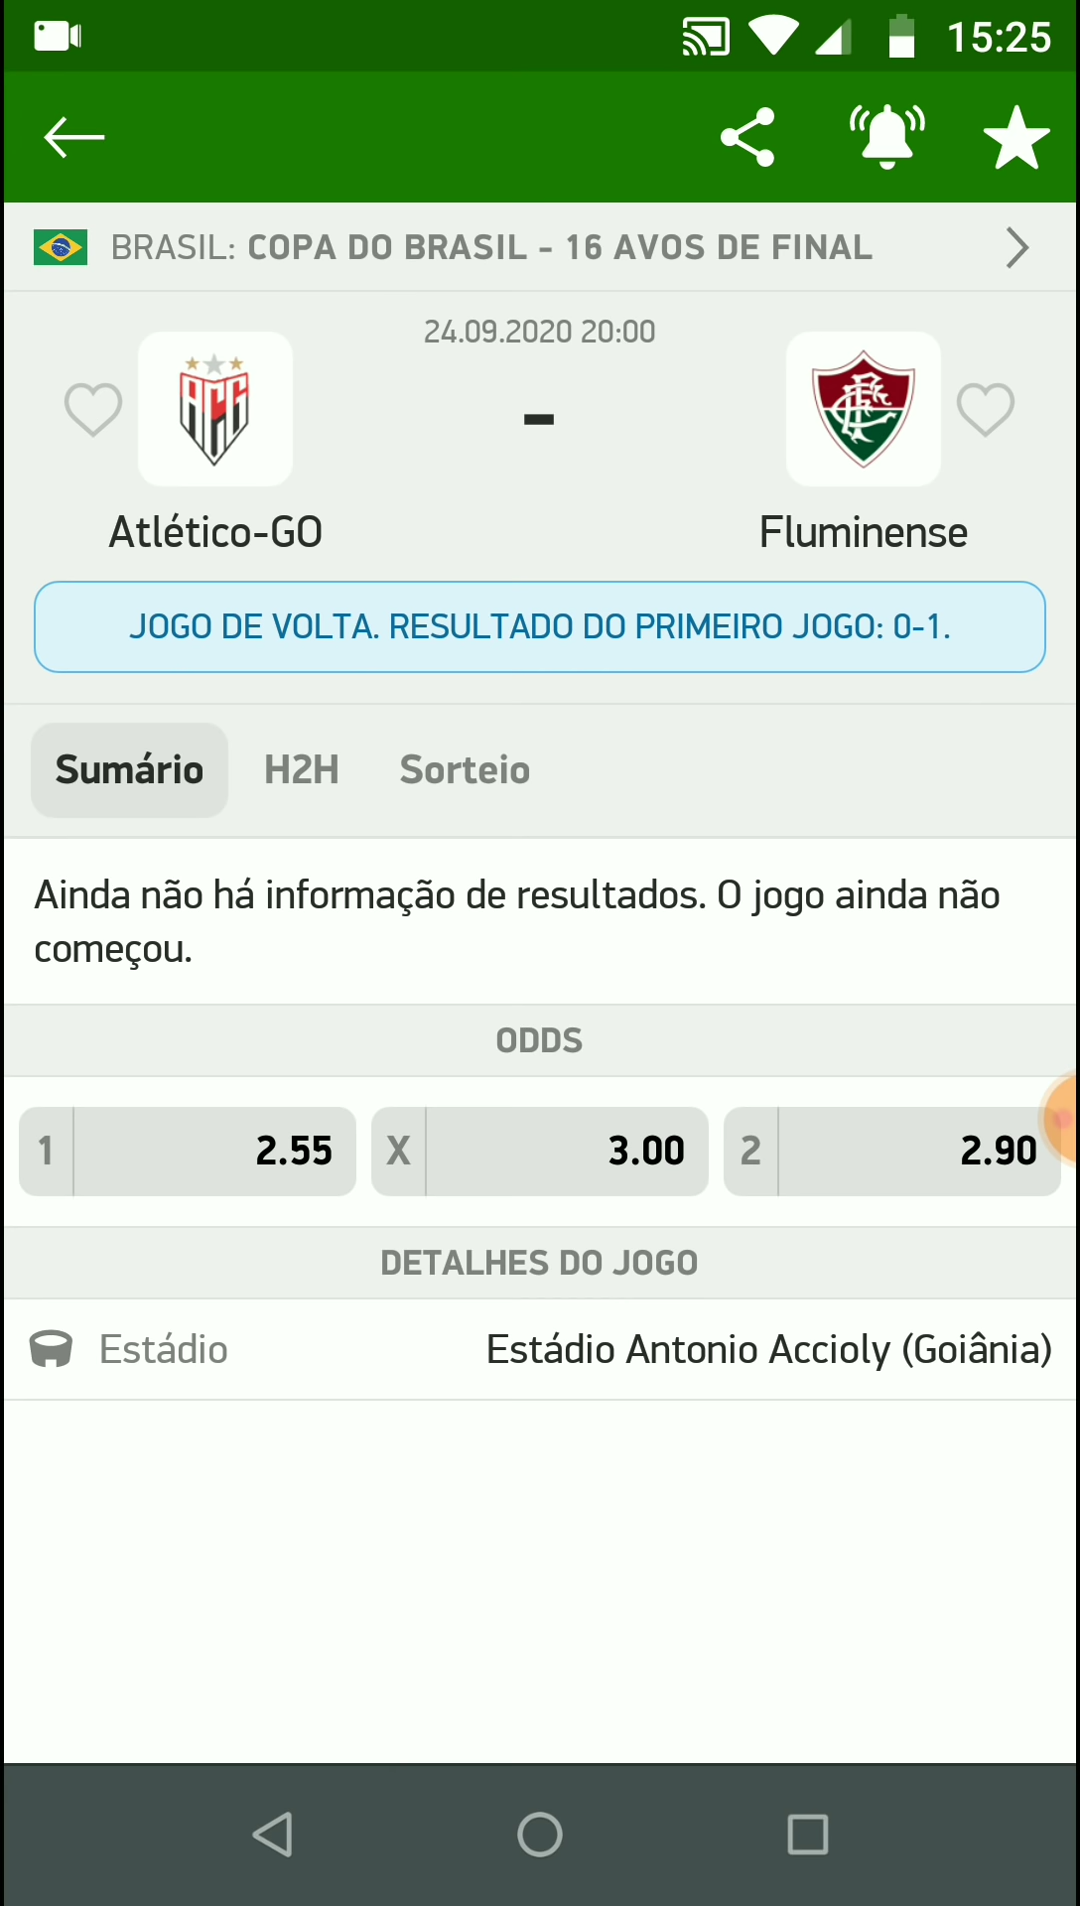 15:25
BRASIL: COPA DO BRASIL - 16 AVOS DE FINAL
24.09.2020 20:00
-
Atlético-GO
Fluminense
JOGO DE VOLTA. RESULTADO DO PRIMEIRO JOGO: 0-1.
Sumário H2H Sorteio
Ainda não há informação de resultados. O jogo ainda não
começou.
ODDS
1 2.55 X 3.00 2 2.90
DETALHES DO JOGO
Estádio Estádio Antonio Accioly (Goiânia)